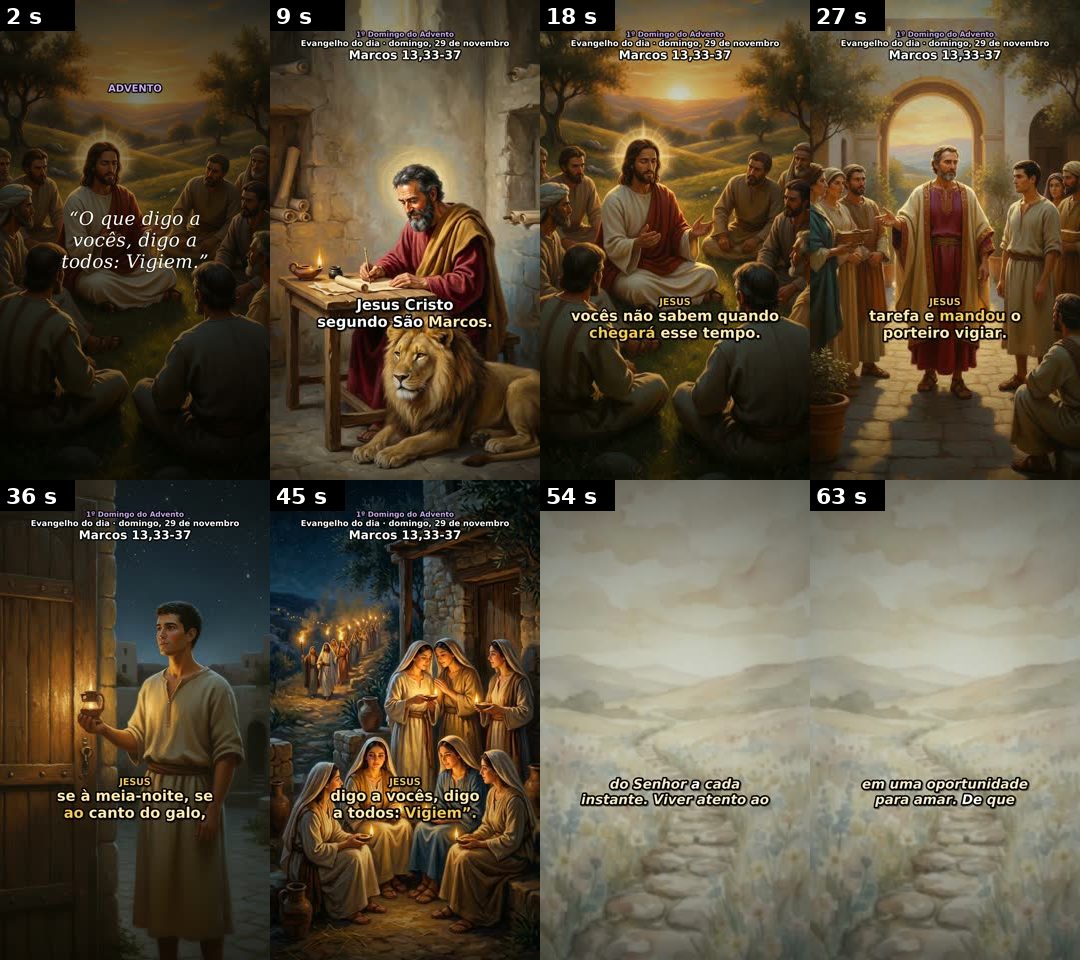 2 s
ADVENTO
“O que digo a
vocês, digo a
todos: Vigiem.”
9 s
1º Domingo do Advento
Evangelho do dia · domingo, 29 de novembro
Marcos 13,33-37
Jesus Cristo
segundo São Marcos.
18 s
1º Domingo do Advento
Evangelho do dia · domingo, 29 de novembro
Marcos 13,33-37
JESUS
vocês não sabem quando
chegará esse tempo.
27 s
1º Domingo do Advento
Evangelho do dia · domingo, 29 de novembro
Marcos 13,33-37
JESUS
tarefa e mandou o
porteiro vigiar.
36 s
1º Domingo do Advento
Evangelho do dia · domingo, 29 de novembro
Marcos 13,33-37
JESUS
se à meia-noite, se
ao canto do galo,
45 s
1º Domingo do Advento
Evangelho do dia · domingo, 29 de novembro
Marcos 13,33-37
JESUS
digo a vocês, digo
a todos: Vigiem”.
54 s
do Senhor a cada
instante. Viver atento ao
63 s
em uma oportunidade
para amar. De que